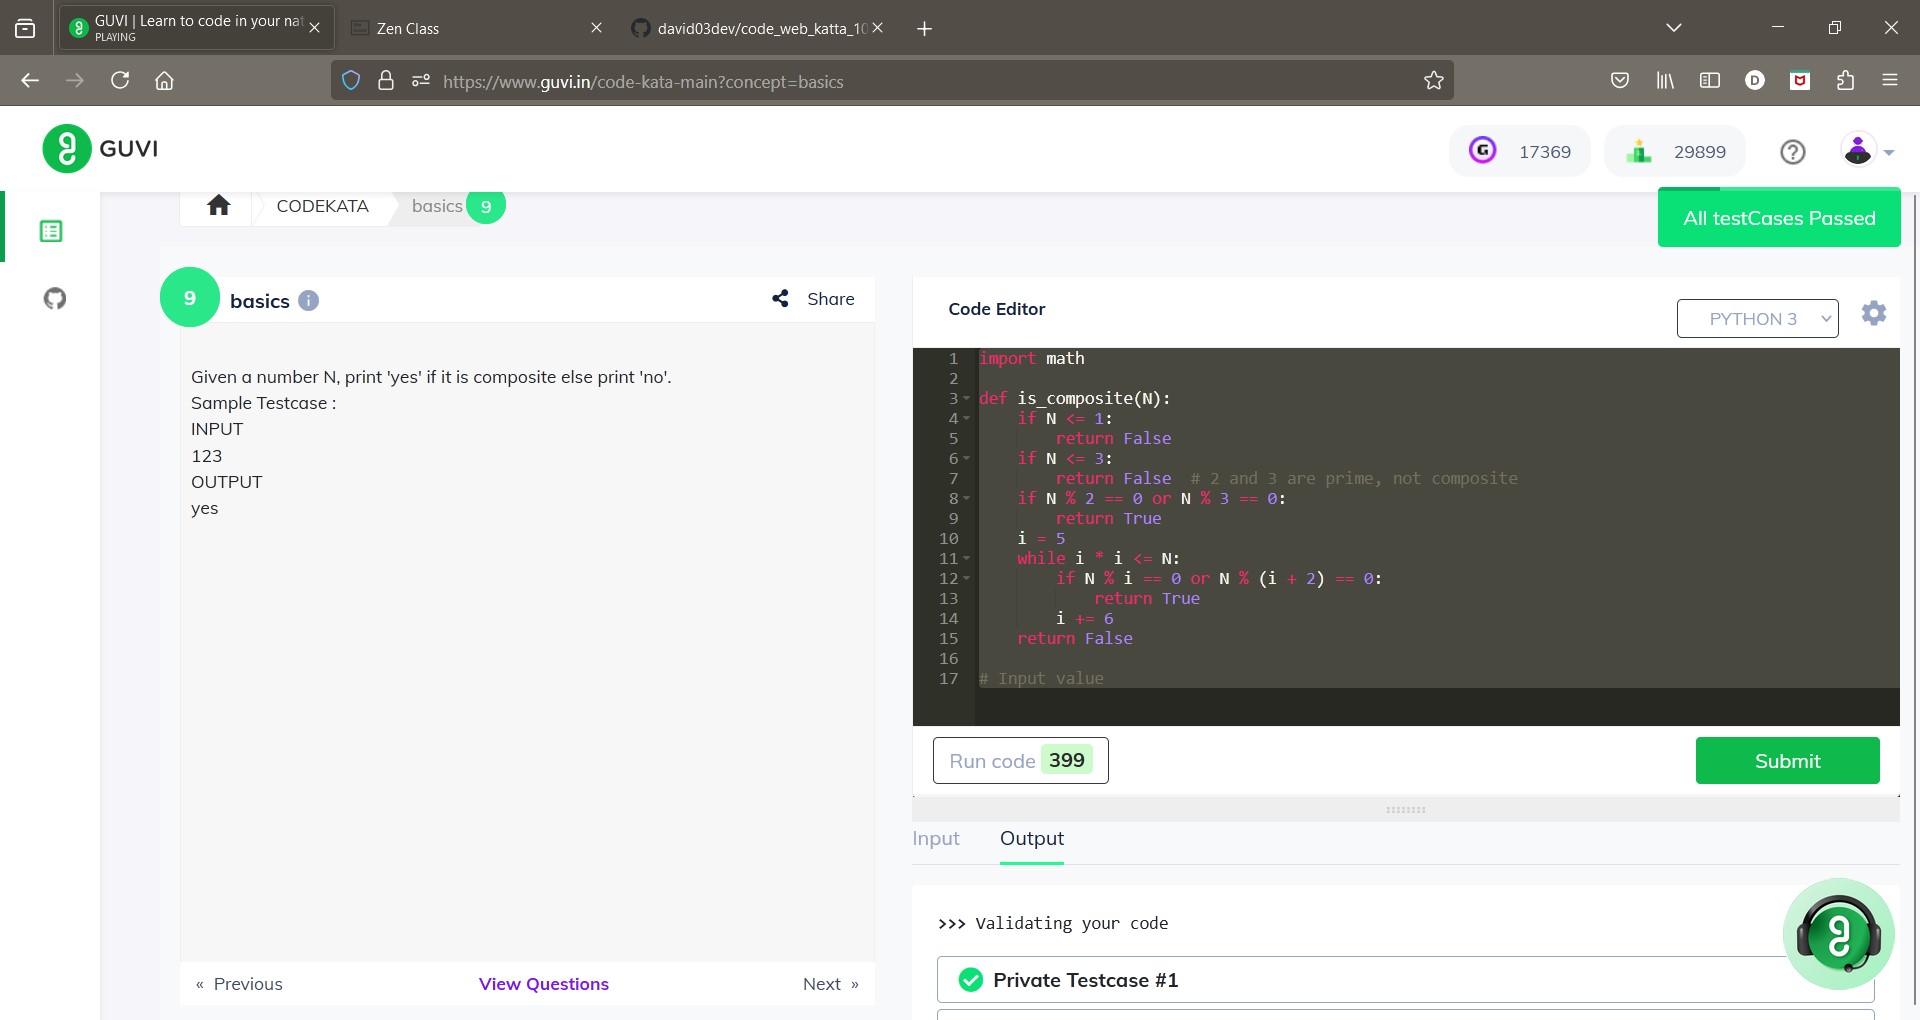 GUVI | Learn to code in your nat
PLAYING
Zen Class
david03dev/code_web_katta_10
https://www.guvi.in/code-kata-main?concept=basics
D
GUVI
G
17369
29899
CODEKATA
basics
9
All testCases Passed
9
basics
Share
Given a number N, print 'yes' if it is composite else print 'no'.
Sample Testcase :
INPUT
123
OUTPUT
yes
« Previous
View Questions
Next »
Code Editor
PYTHON 3
1 import math
2
3 def is_composite(N):
4     if N <= 1:
5         return False
6     if N <= 3:
7         return False  # 2 and 3 are prime, not composite
8     if N % 2 == 0 or N % 3 == 0:
9         return True
10     i = 5
11     while i * i <= N:
12         if N % i == 0 or N % (i + 2) == 0:
13             return True
14         i += 6
15     return False
16
17 # Input value
Run code 399
Submit
Input
Output
>>> Validating your code
Private Testcase #1